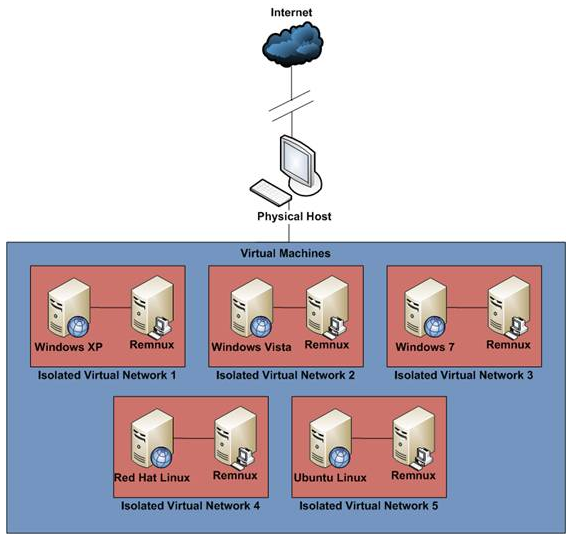 Internet
Physical Host
Virtual Machines
Windows XP
Remnux
Isolated Virtual Network 1
Windows Vista
Remnux
Isolated Virtual Network 2
Windows 7
Remnux
Isolated Virtual Network 3
Red Hat Linux
Remnux
Isolated Virtual Network 4
Ubuntu Linux
Remnux
Isolated Virtual Network 5